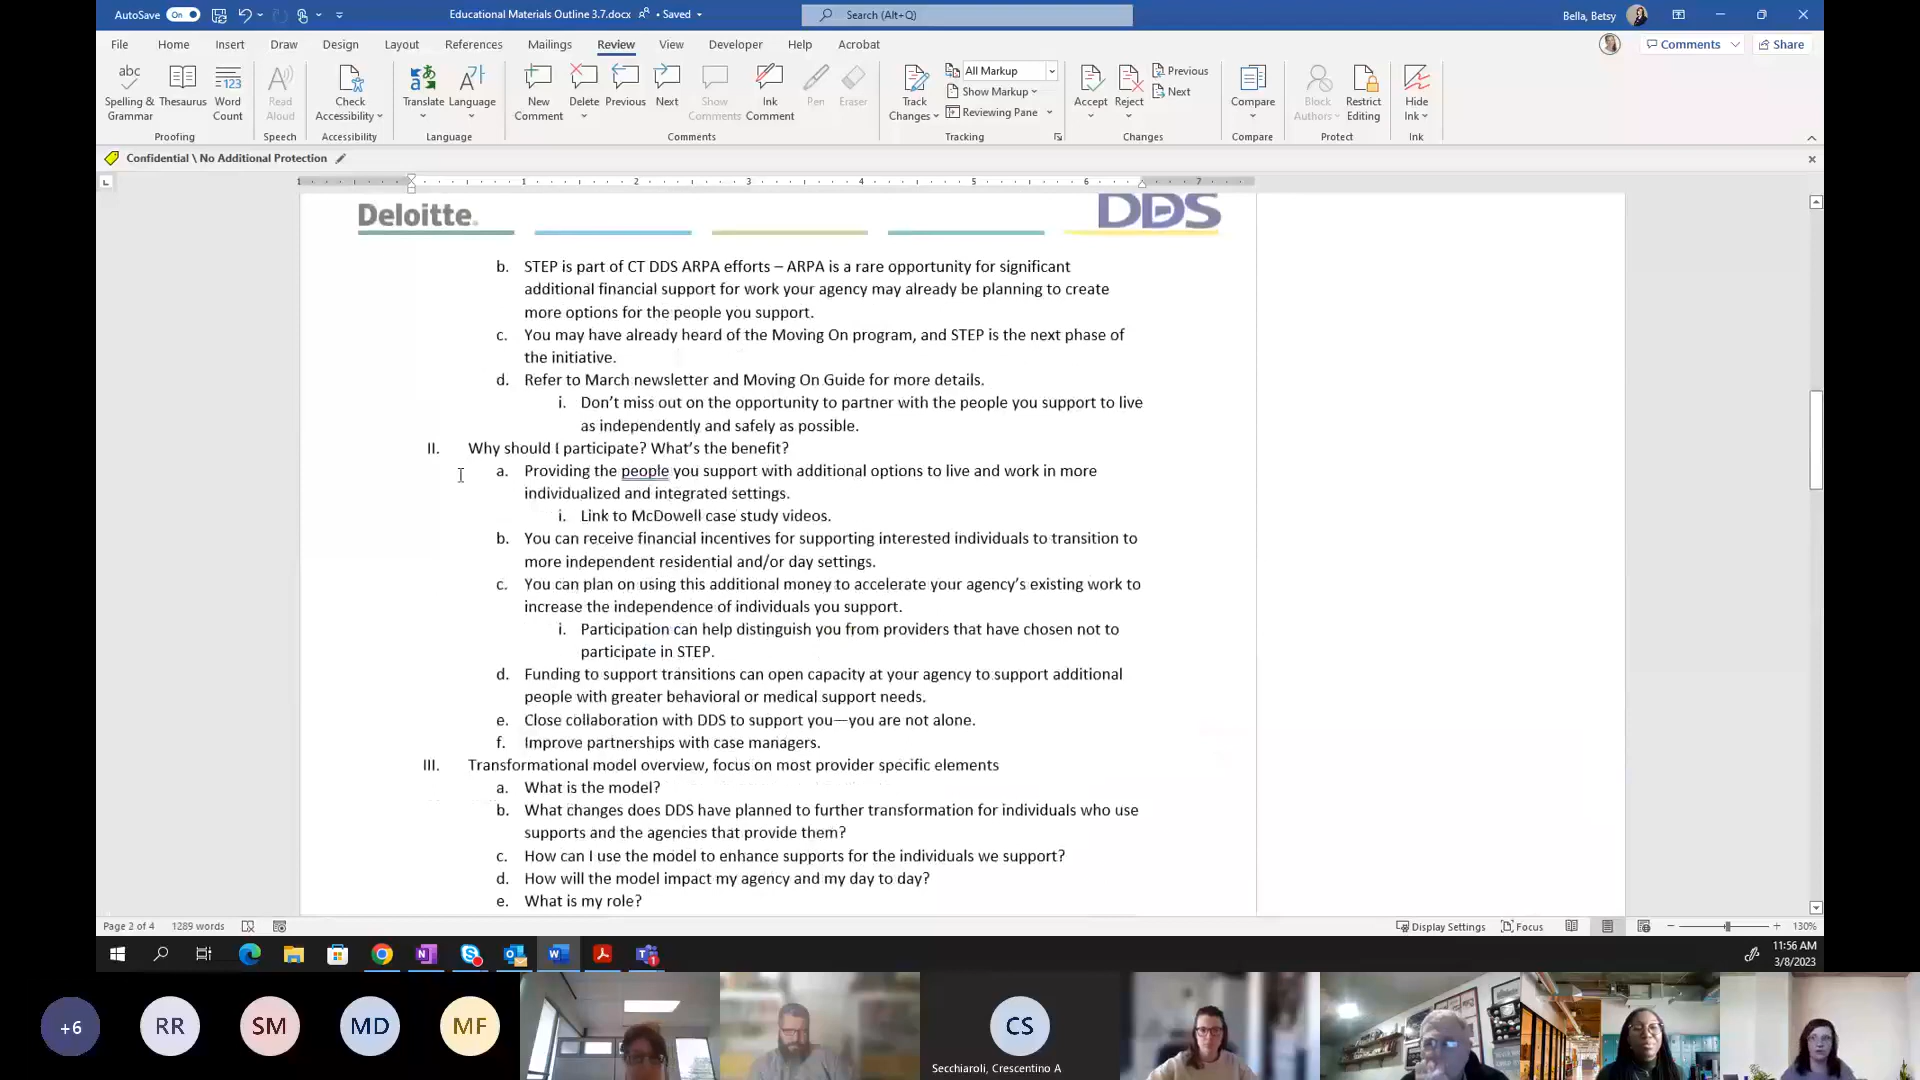 AutoSave On Educational Materials Outline 3.7.docx • Saved Search (Alt+Q) Bella, Betsy
File Home Insert Draw Design Layout References Mailings Review View Developer Help Acrobat Comments Share
Spelling & Grammar Thesaurus Word Count Read Aloud Check Accessibility Translate Language New Comment Delete Previous Next Show Comments Ink Comment Pen Eraser Track Changes All Markup Show Markup Reviewing Pane Accept Reject Previous Next Compare Block Authors Restrict Editing Hide Ink
Proofing Speech Accessibility Language Comments Tracking Changes Compare Protect Ink
Confidential \ No Additional Protection
1 1 2 3 4 5 6 7
Deloitte. DDS
b. STEP is part of CT DDS ARPA efforts – ARPA is a rare opportunity for significant
additional financial support for work your agency may already be planning to create
more options for the people you support.
c. You may have already heard of the Moving On program, and STEP is the next phase of
the initiative.
d. Refer to March newsletter and Moving On Guide for more details.
i. Don’t miss out on the opportunity to partner with the people you support to live
as independently and safely as possible.
II. Why should I participate? What’s the benefit?
a. Providing the people you support with additional options to live and work in more
individualized and integrated settings.
i. Link to McDowell case study videos.
b. You can receive financial incentives for supporting interested individuals to transition to
more independent residential and/or day settings.
c. You can plan on using this additional money to accelerate your agency’s existing work to
increase the independence of individuals you support.
i. Participation can help distinguish you from providers that have chosen not to
participate in STEP.
d. Funding to support transitions can open capacity at your agency to support additional
people with greater behavioral or medical support needs.
e. Close collaboration with DDS to support you—you are not alone.
f. Improve partnerships with case managers.
III. Transformational model overview, focus on most provider specific elements
a. What is the model?
b. What changes does DDS have planned to further transformation for individuals who use
supports and the agencies that provide them?
c. How can I use the model to enhance supports for the individuals we support?
d. How will the model impact my agency and my day to day?
e. What is my role?
Page 2 of 4 1289 words Display Settings Focus 130%
11:56 AM
3/8/2023
+6 RR SM MD MF CS
Secchiaroli, Crescentino A